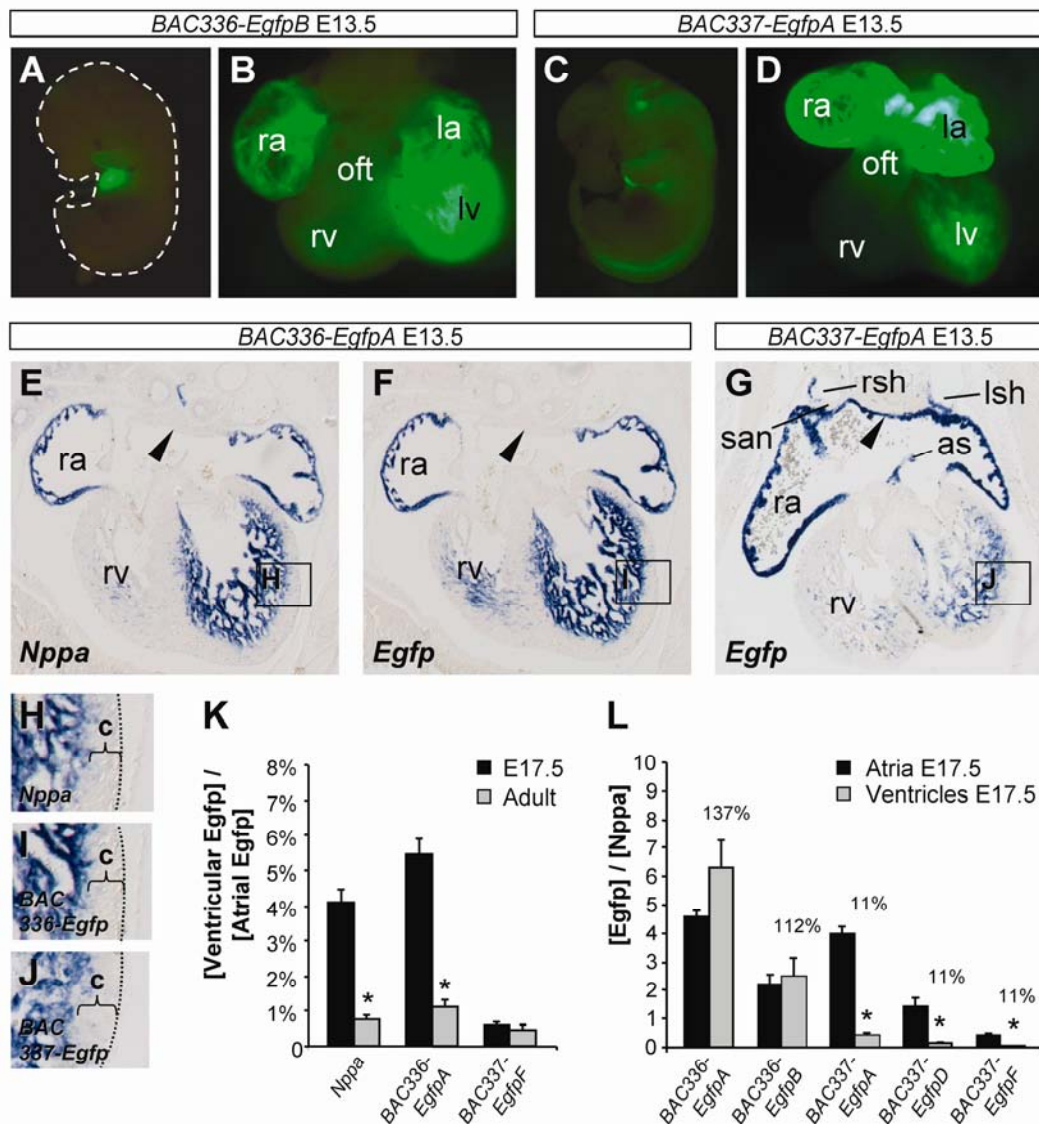 BAC336-EgfpB E13.5
BAC337-EgfpA E13.5
A
B
ra
la
oft
lv
rv
C
D
ra
la
oft
lv
rv
BAC336-EgfpA E13.5
BAC337-EgfpA E13.5
E
ra
rv
H
Nppa
F
ra
rv
I
Egfp
G
rsh
lsh
san
as
ra
rv
J
Egfp
H
c
Nppa
I
c
BAC
336-Egfp
J
c
BAC
337-Egfp
K
[Ventricular Egfp] /
[Atrial Egfp]
8%
7%
6%
5%
4%
3%
2%
1%
0
E17.5
Adult
*
*
Nppa
BAC336-
EgfpA
BAC337-
EgfpF
L
[Egfp] / [Nppa]
10
9
8
7
6
5
4
3
2
1
0
Atria E17.5
Ventricles E17.5
137%
112%
11%
*
11%
*
11%
*
BAC336-
EgfpA
BAC336-
EgfpB
BAC337-
EgfpA
BAC337-
EgfpD
BAC337-
EgfpF